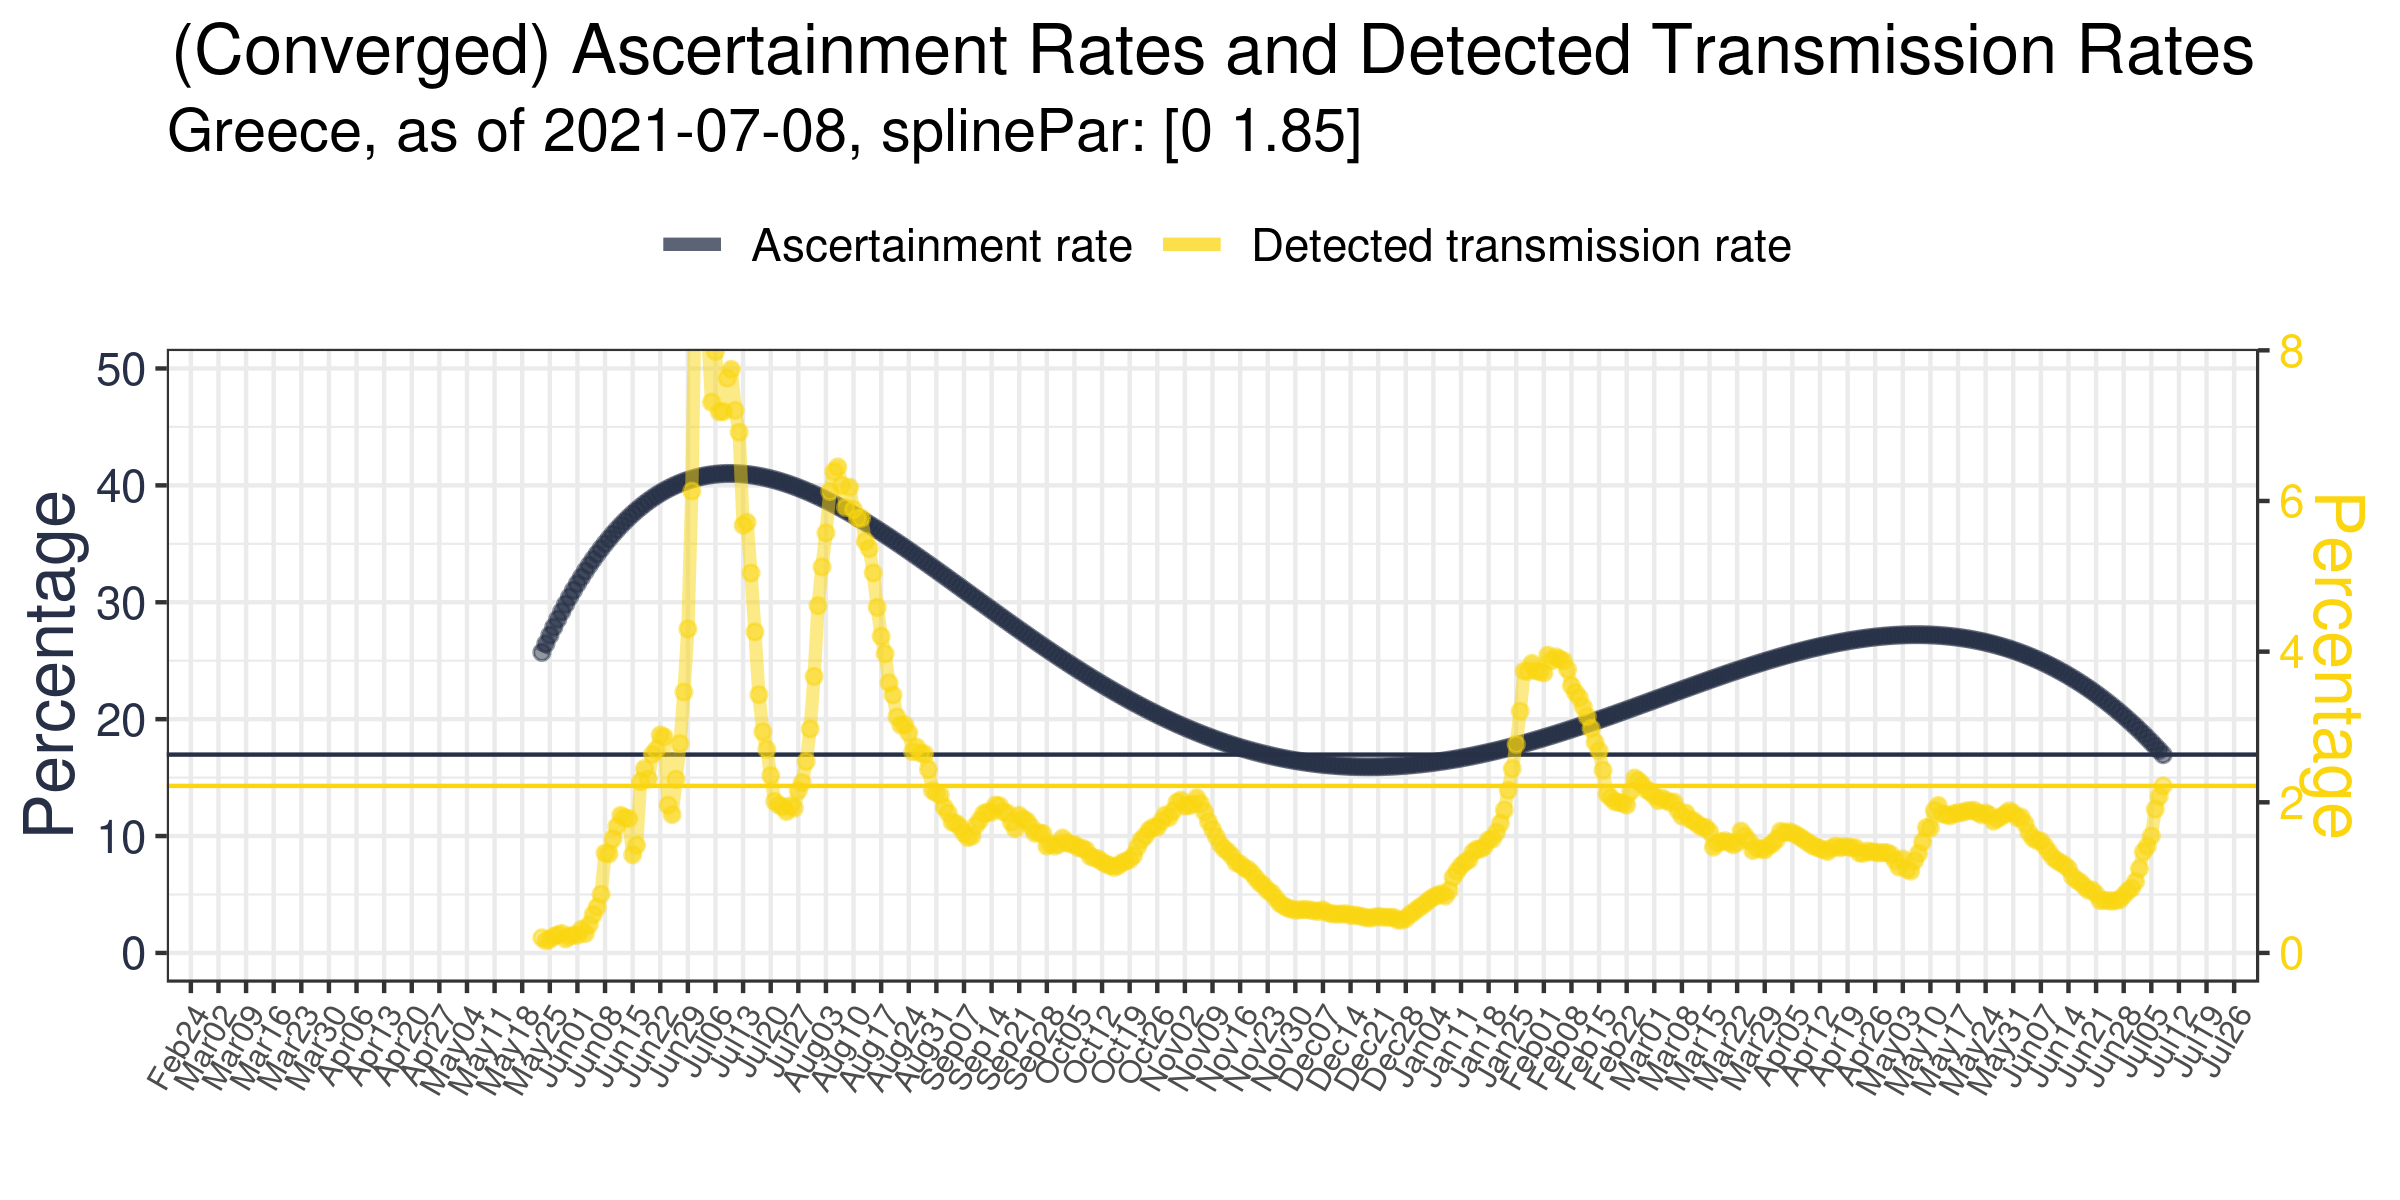 (Converged) Ascertainment Rates and Detected Transmission Rates
Greece, as of 2021-07-08, splinePar: [0 1.85]
Ascertainment rate
Detected transmission rate
Percentage
50
40
30
20
10
0
8
6
4
2
0
Percentage
Feb24
Mar02
Mar09
Mar16
Mar23
Mar30
Apr06
Apr13
Apr20
Apr27
May04
May11
May18
May25
Jun01
Jun08
Jun15
Jun22
Jun29
Jul06
Jul13
Jul20
Jul27
Aug03
Aug10
Aug17
Aug24
Aug31
Sep07
Sep14
Sep21
Sep28
Oct05
Oct12
Oct19
Oct26
Nov02
Nov09
Nov16
Nov23
Nov30
Dec07
Dec14
Dec21
Dec28
Jan04
Jan11
Jan18
Jan25
Feb01
Feb08
Feb15
Feb22
Mar01
Mar08
Mar15
Mar22
Mar29
Apr05
Apr12
Apr19
Apr26
May03
May10
May17
May24
May31
Jun07
Jun14
Jun21
Jun28
Jul05
Jul12
Jul19
Jul26